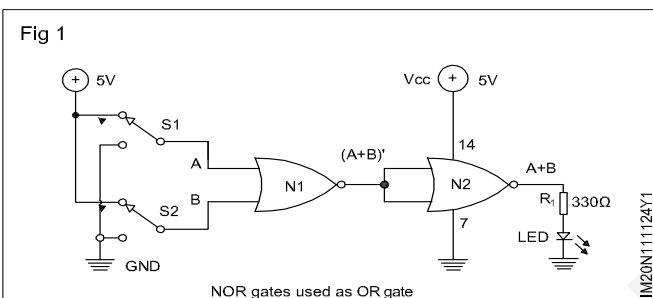 Fig 1
5V
Vcc
5V
S1
A
(A+B)'
14
A+B
N1
N2
B
S2
7
R1
330Ω
LED
GND
NOR gates used as OR gate
IM20N111124Y1